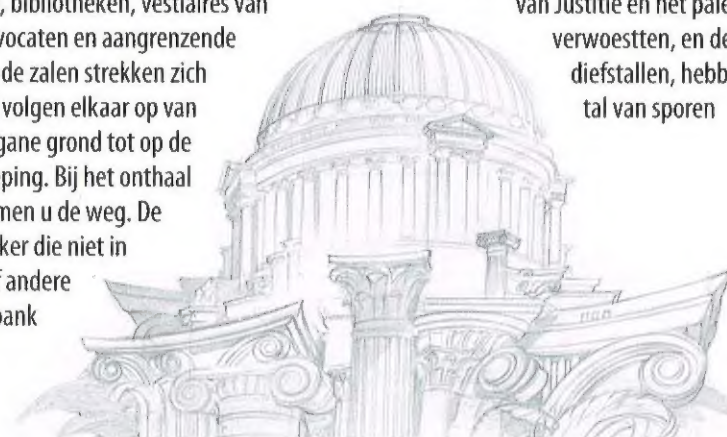 , bibliotheken, vestiaires van
vocaten en aangrenzende
de zalen strekken zich
volgen elkaar op van
gane grond tot op de
ping. Bij het onthaal
men u de weg. De
ker die niet in
andere
bank
van Justitie en het pale
verwoestten, en de
diefstallen, hebb
tal van sporen